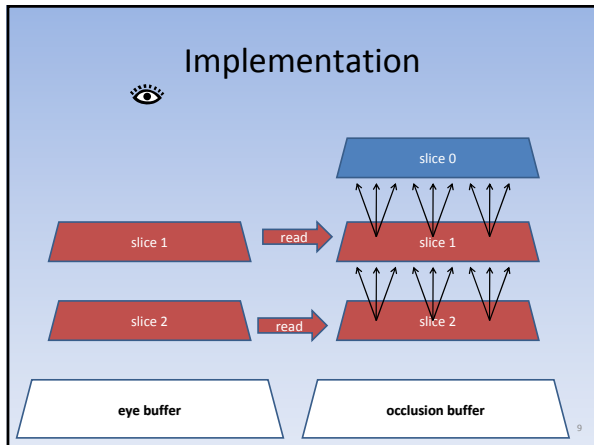 Implementation
slice 0
slice 1
read
slice 1
slice 2
read
slice 2
eye buffer
occlusion buffer
9